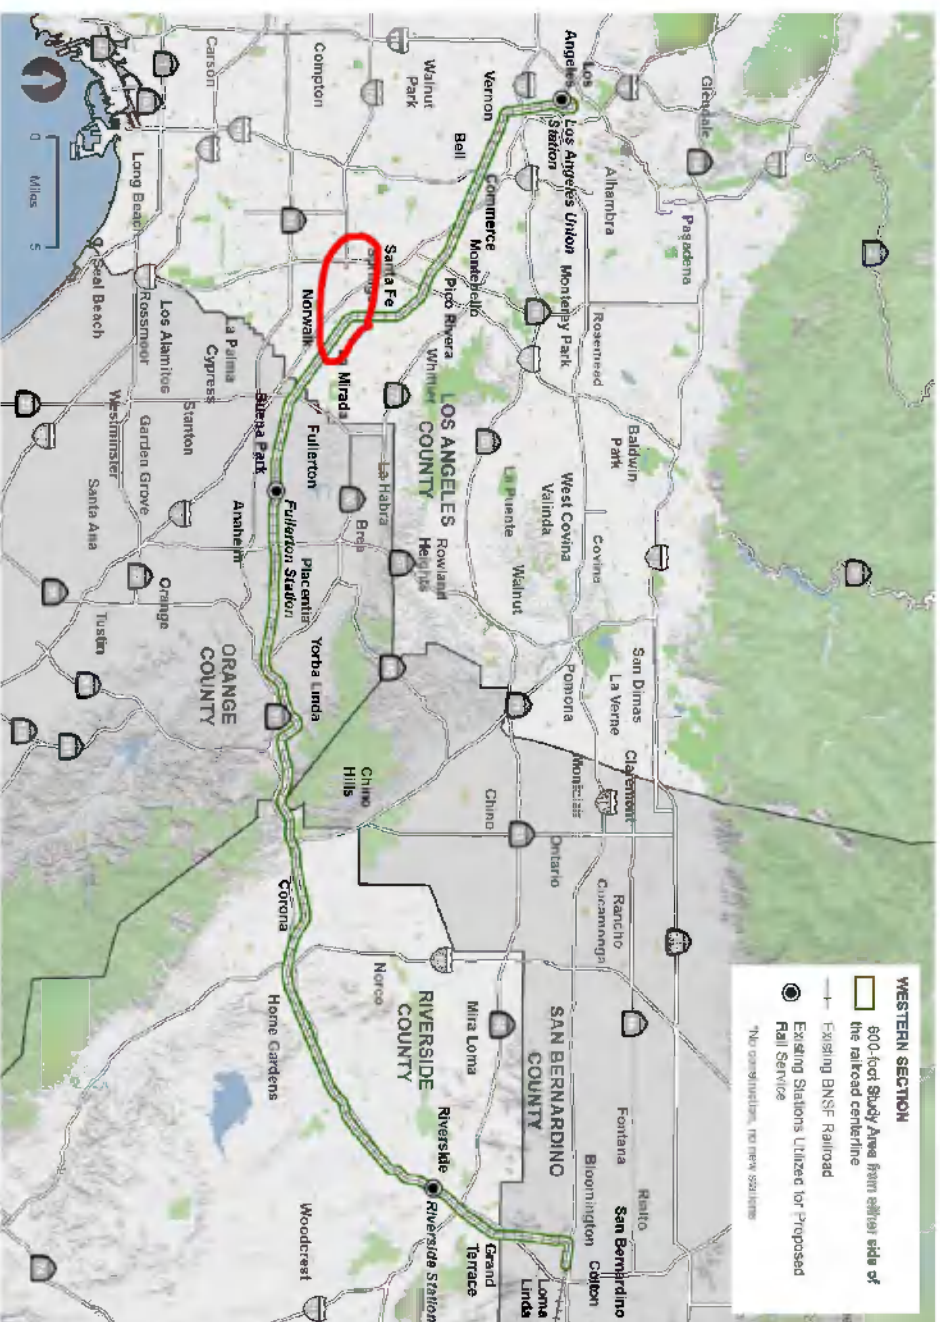 WESTERN SECTION
600-foot Study Area from either side of
the railroad centerline
Existing BNSF Railroad
Existing Stations Utilized for Proposed
Rail Service
*No construction, no new stations
Glendale
Pasadena
Los
Angeles
Los Angeles Union
Station
Alhambra
Rosemead
Monterey Park
Baldwin
Park
Covina
West Covina
Valinda
San Dimas
La Verne
Claremont
Pomona
Montclair
Ontario
Rancho
Cucamonga
Fontana
Rialto
San Bernardino
Bloomington
Colton
Loma
Linda
Grand
Terrace
SAN BERNARDINO
COUNTY
Vernon
Commerce
Montebello
Bell
Pico Rivera
Whittier
LOS ANGELES
COUNTY
La Puente
Walnut
Rowland
Heights
Chino
Mira Loma
Walnut
Park
Santa Fe
Norwalk
Mirada
La Habra
Brea
Chino
Hills
Norco
RIVERSIDE
COUNTY
Riverside
Riverside Station
Compton
Carson
Long Beach
Fullerton
Fullerton Station
Buena Park
Anaheim
Placentia
Yorba Linda
Corona
Home Gardens
Woodcrest
La Palma
Cypress
Stanton
Los Alamitos
Rossmoor
Seal Beach
Garden Grove
Westminster
Santa Ana
Orange
Tustin
ORANGE
COUNTY
0 5
Miles